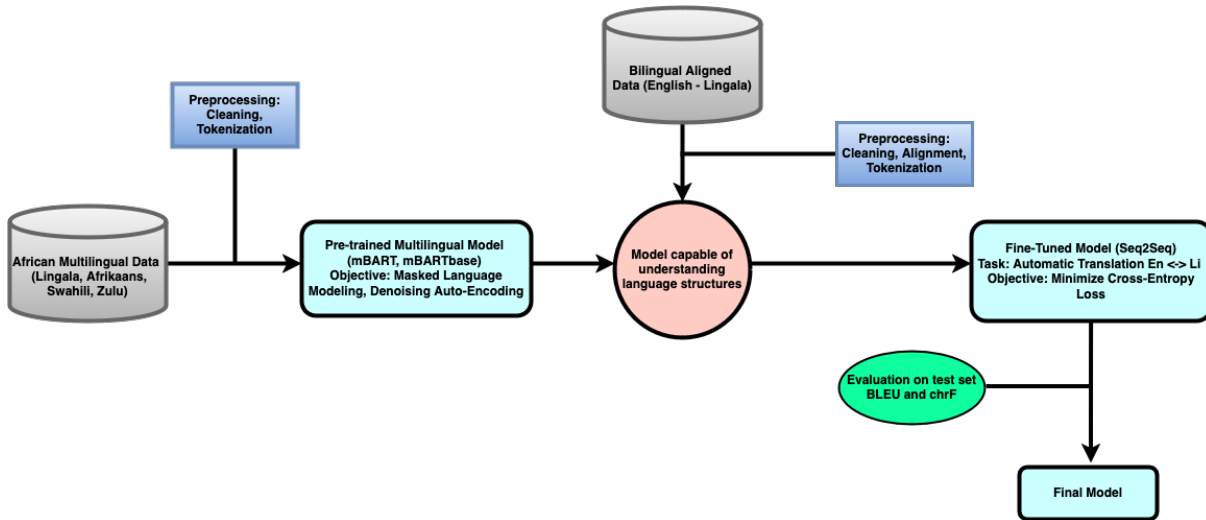 Bilingual Aligned
Data (English - Lingala)
Preprocessing:
Cleaning,
Tokenization
Preprocessing:
Cleaning, Alignment,
Tokenization
African Multilingual Data
(Lingala, Afrikaans,
Swahili, Zulu)
Pre-trained Multilingual Model
(mBART, mBARTbase)
Objective: Masked Language
Modeling, Denoising Auto-Encoding
Model capable of
understanding
language structures
Fine-Tuned Model (Seq2Seq)
Task: Automatic Translation En <-> Li
Objective: Minimize Cross-Entropy
Loss
Evaluation on test set
BLEU and chrF
Final Model